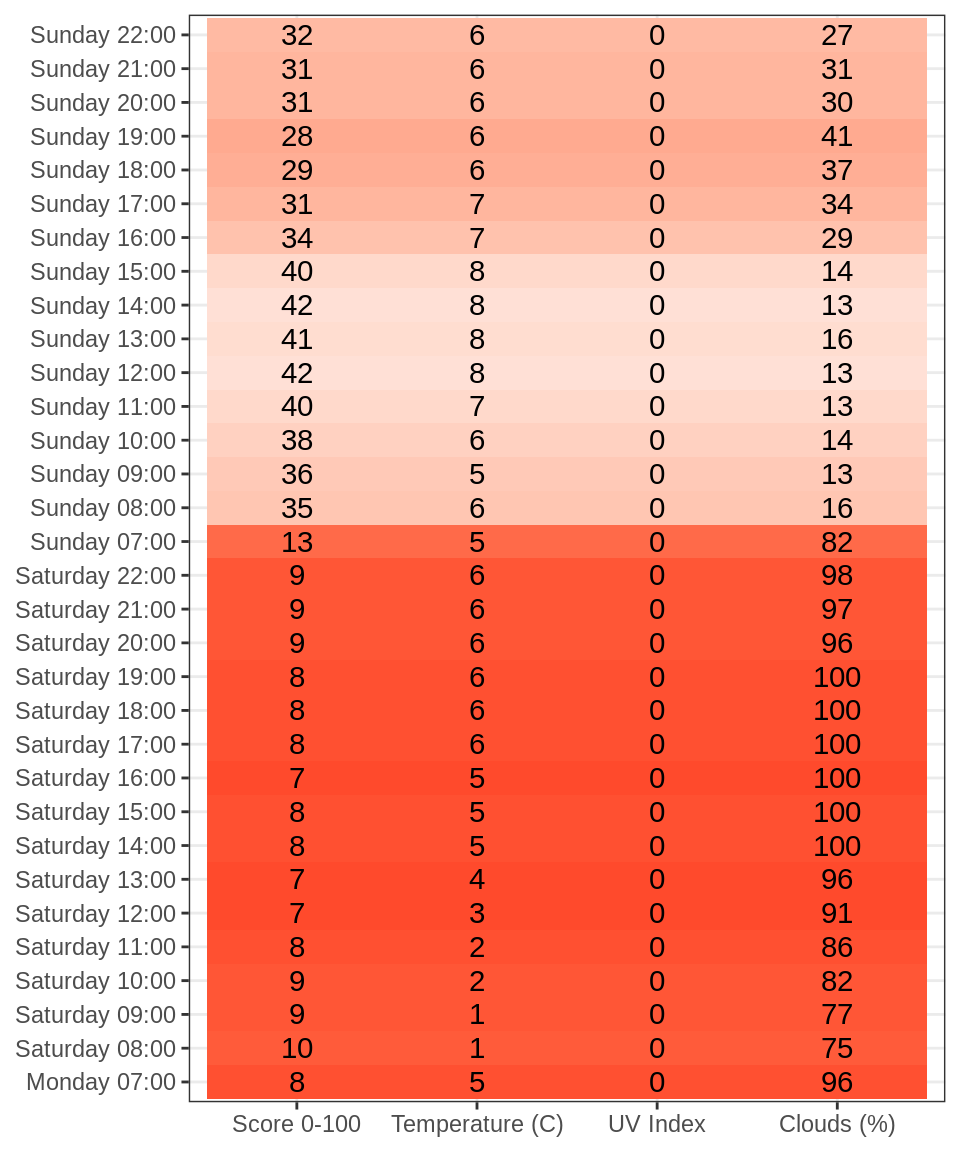 Sunday 22:00 32 6 0 27
Sunday 21:00 31 6 0 31
Sunday 20:00 31 6 0 30
Sunday 19:00 28 6 0 41
Sunday 18:00 29 6 0 37
Sunday 17:00 31 7 0 34
Sunday 16:00 34 7 0 29
Sunday 15:00 40 8 0 14
Sunday 14:00 42 8 0 13
Sunday 13:00 41 8 0 16
Sunday 12:00 42 8 0 13
Sunday 11:00 40 7 0 13
Sunday 10:00 38 6 0 14
Sunday 09:00 36 5 0 13
Sunday 08:00 35 6 0 16
Sunday 07:00 13 5 0 82
Saturday 22:00 9 6 0 98
Saturday 21:00 9 6 0 97
Saturday 20:00 9 6 0 96
Saturday 19:00 8 6 0 100
Saturday 18:00 8 6 0 100
Saturday 17:00 8 6 0 100
Saturday 16:00 7 5 0 100
Saturday 15:00 8 5 0 100
Saturday 14:00 8 5 0 100
Saturday 13:00 7 4 0 96
Saturday 12:00 7 3 0 91
Saturday 11:00 8 2 0 86
Saturday 10:00 9 2 0 82
Saturday 09:00 9 1 0 77
Saturday 08:00 10 1 0 75
Monday 07:00 8 5 0 96
Score 0-100 Temperature (C) UV Index Clouds (%)